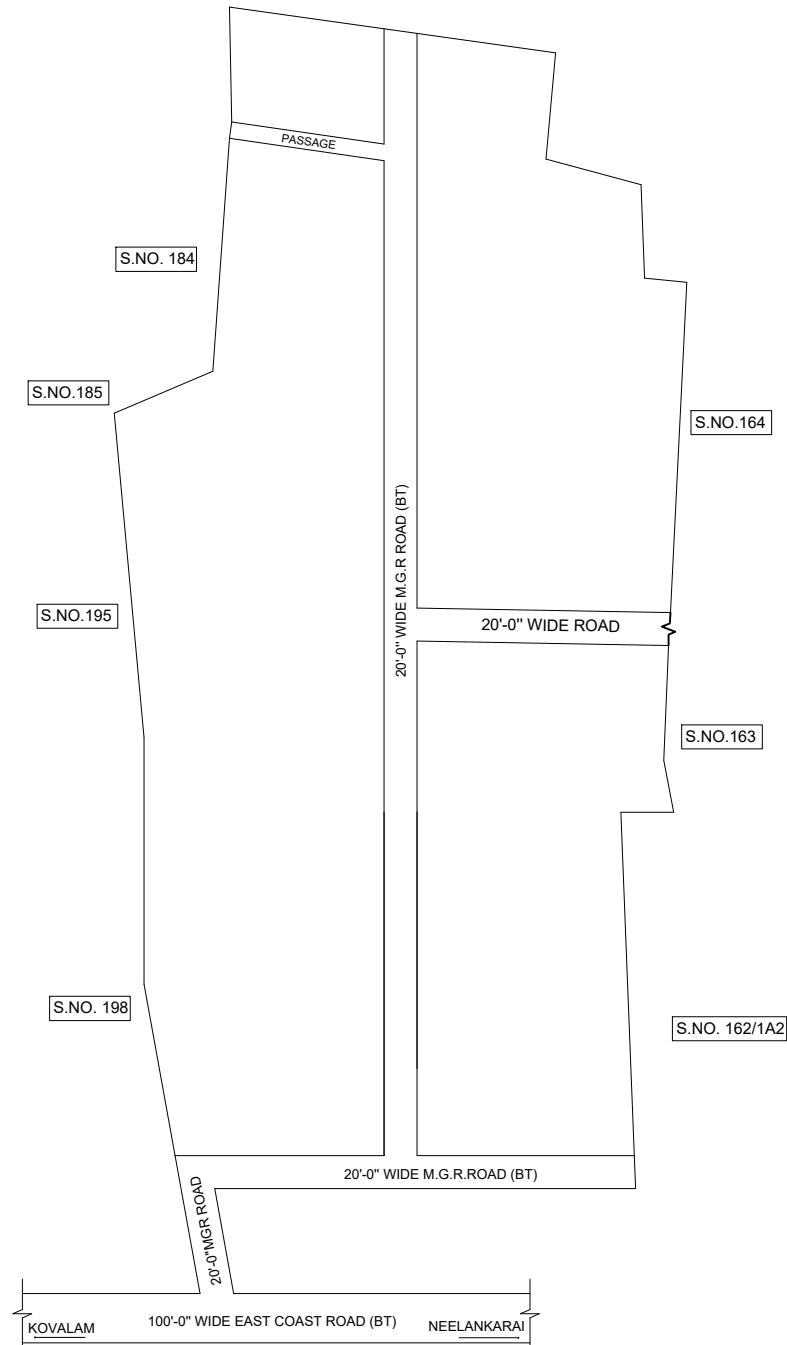 PASSAGE
S.NO. 184
S.NO.185
S.NO.164
20'-0" WIDE M.G.R ROAD (BT)
S.NO.195
20'-0" WIDE ROAD
S.NO.163
S.NO. 198
S.NO. 162/1A2
20'-0" WIDE M.G.R.ROAD (BT)
20'-0"MGR ROAD
100'-0" WIDE EAST COAST ROAD (BT)
KOVALAM
NEELANKARAI